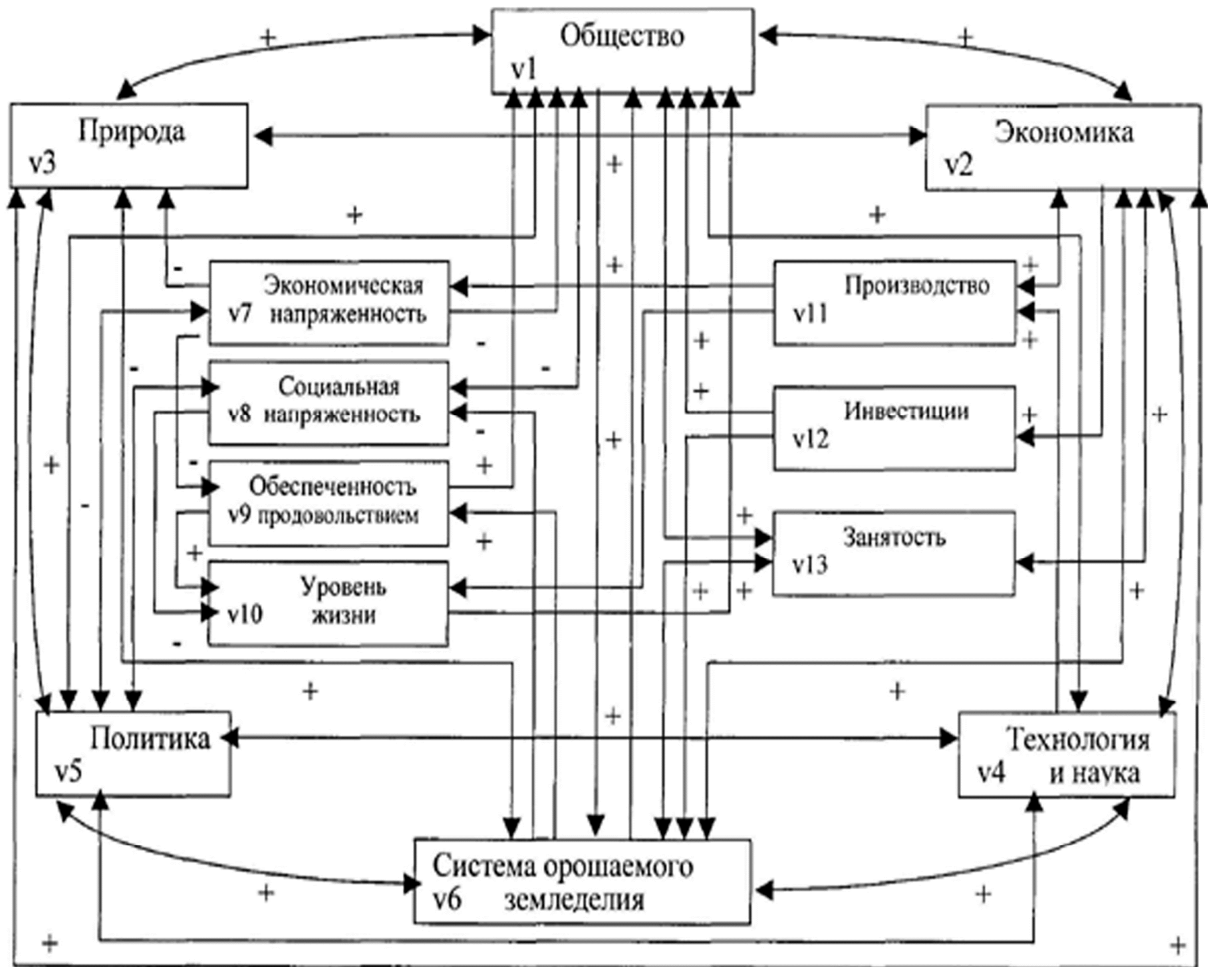 Общество
v1
Природа
v3
Экономика
v2
Экономическая
v7 напряженность
Производство
v11
Социальная
v8 напряженность
Инвестиции
v12
Обеспеченность
v9 продовольствием
Занятость
v13
Уровень
v10 жизни
Политика
v5
Технология
v4 и наука
Система орошаемого
v6 земледелия
+
+
+
+
+
-
+
+
-
+
+
-
-
+
+
+
+
-
+
+
+
-
+
+
+
+
+
+
-
+
+
+
+
+
+
+